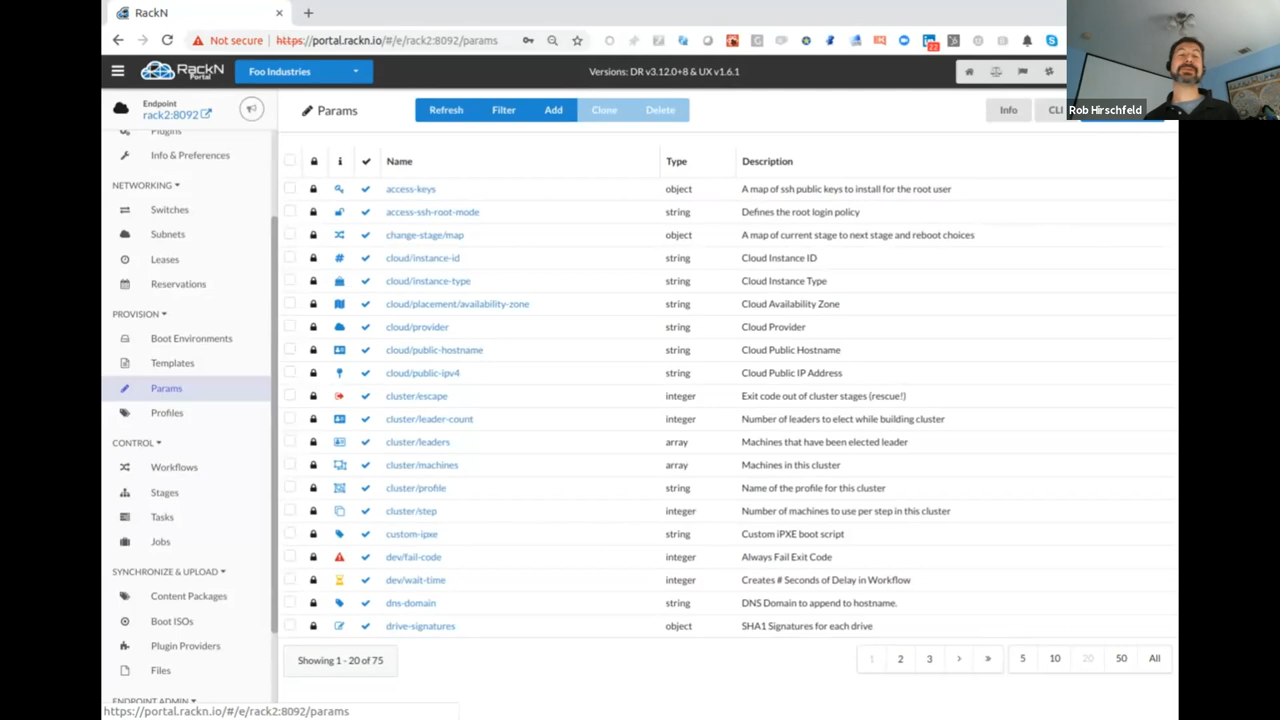 RackN
Not secure https://portal.rackn.io/#/e/rack2:8092/params
22
RackN
Portal
Foo Industries
Versions: DR v3.12.0+8 & UX v1.6.1
Rob Hirschfeld
Endpoint
rack2:8092
Params
Refresh
Filter
Add
Clone
Delete
Info
CLI
Plugins
Info & Preferences
NETWORKING
Switches
Subnets
Leases
Reservations
PROVISION
Boot Environments
Templates
Params
Profiles
CONTROL
Workflows
Stages
Tasks
Jobs
SYNCHRONIZE & UPLOAD
Content Packages
Boot ISOs
Plugin Providers
Files
ENDPOINT ADMIN
Name Type Description
access-keys object A map of ssh public keys to install for the root user
access-ssh-root-mode string Defines the root login policy
change-stage/map object A map of current stage to next stage and reboot choices
cloud/instance-id string Cloud Instance ID
cloud/instance-type string Cloud Instance Type
cloud/placement/availability-zone string Cloud Availability Zone
cloud/provider string Cloud Provider
cloud/public-hostname string Cloud Public Hostname
cloud/public-ipv4 string Cloud Public IP Address
cluster/escape integer Exit code out of cluster stages (rescue!)
cluster/leader-count integer Number of leaders to elect while building cluster
cluster/leaders array Machines that have been elected leader
cluster/machines array Machines in this cluster
cluster/profile string Name of the profile for this cluster
cluster/step integer Number of machines to use per step in this cluster
custom-ipxe string Custom iPXE boot script
dev/fail-code integer Always Fail Exit Code
dev/wait-time integer Creates # Seconds of Delay in Workflow
dns-domain string DNS Domain to append to hostname.
drive-signatures object SHA1 Signatures for each drive
Showing 1 - 20 of 75
1 2 3 › » 5 10 20 50 All
https://portal.rackn.io/#/e/rack2:8092/params